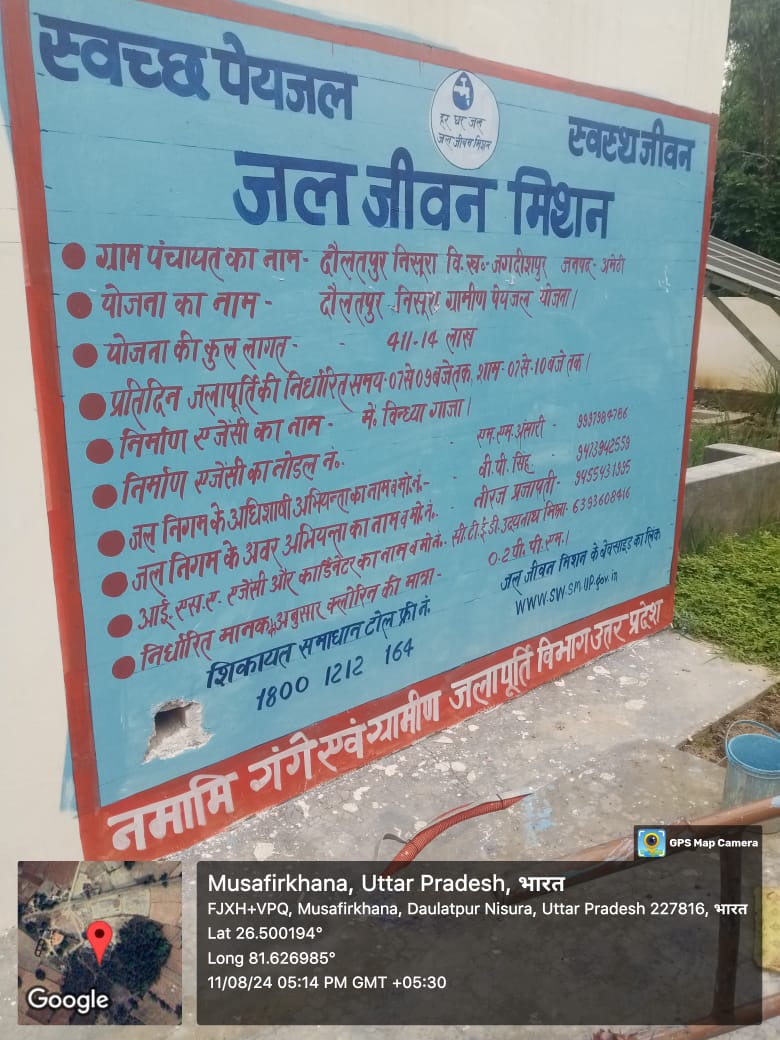 स्वच्छ पेयजल
हर घर जल
जल जीवन मिशन
स्वस्थ जीवन
जल जीवन मिशन
ग्राम पंचायत का नाम- दौलतपुर निसूरा वि.ख.- जगदीशपुर जनपद- अमेठी
योजना का नाम - दौलतपुर निसूरा ग्रामीण पेयजल योजना।
योजना की कुल लागत- - 411-14 लाख
प्रतिदिन जलापूर्ति की निर्धारित समय- 07 से 09 बजे तक, शाम- 07 से- 10 बजे तक।
निर्माण एजेंसी का नाम - मे. विन्ध्या गाजा।
निर्माण एजेंसी का नोडल नं. - एम.एम. अंसारी - 9997984786
जल निगम के अधिशाषी अभियन्ता का नाम व मो.नं.- - वी.पी. सिंह - 9473942559
जल निगम के अवर अभियन्ता का नाम व मो.नं. - नीरज प्रजापती- 9455431995
आई.एस.ए. एजेंसी और कार्डिनेटर का नाम व मो.नं.- सी.टी.ई.डी. उदयनाथ मिश्रा- 6393608416
निर्धारित मानक अनुसार क्लोरिन की मात्रा - 0.2 पी.पी.एम.।
शिकायत समाधान टोल फ्री नं.
1800 1212 164
जल जीवन मिशन के वेवसाइड का लिंक
WWW.SWSM.UP.gov.in
नमामि गंगे एवं ग्रामीण जलापूर्ति विभाग उत्तर प्रदेश
GPS Map Camera
Google
Musafirkhana, Uttar Pradesh, भारत
FJXH+VPQ, Musafirkhana, Daulatpur Nisura, Uttar Pradesh 227816, भारत
Lat 26.500194°
Long 81.626985°
11/08/24 05:14 PM GMT +05:30